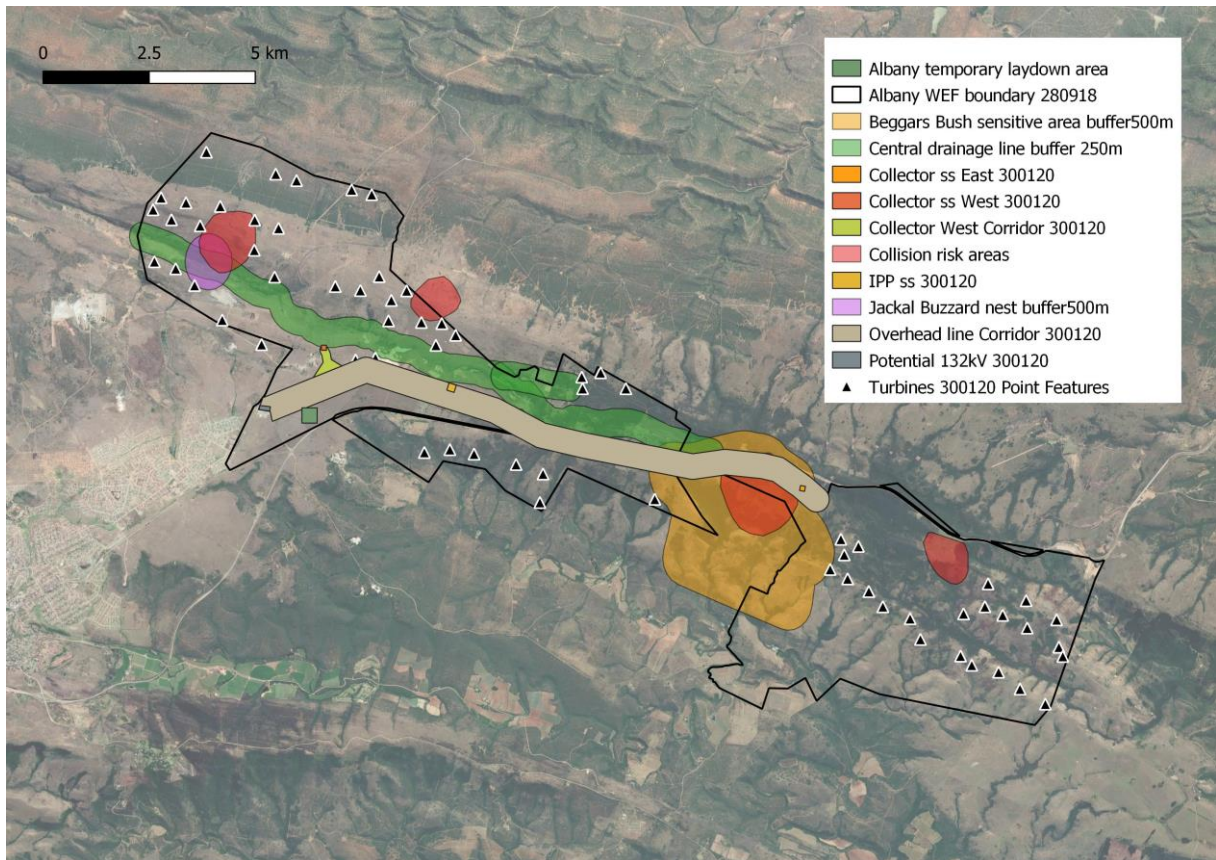 0 2.5 5 km
Albany temporary laydown area
Albany WEF boundary 280918
Beggars Bush sensitive area buffer500m
Central drainage line buffer 250m
Collector ss East 300120
Collector ss West 300120
Collector West Corridor 300120
Collision risk areas
IPP ss 300120
Jackal Buzzard nest buffer500m
Overhead line Corridor 300120
Potential 132kV 300120
Turbines 300120 Point Features